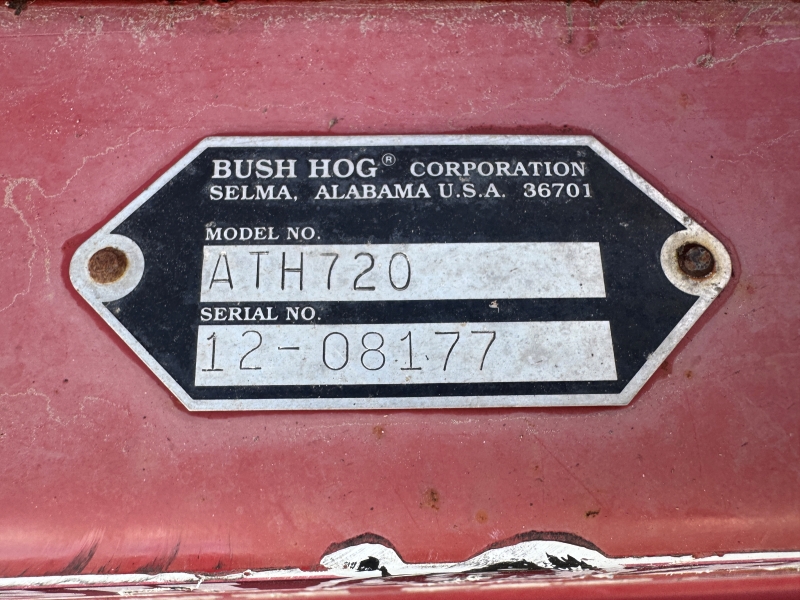 BUSH HOG® CORPORATION
SELMA, ALABAMA U.S.A. 36701
MODEL NO.
ATH720
SERIAL NO.
12-08177